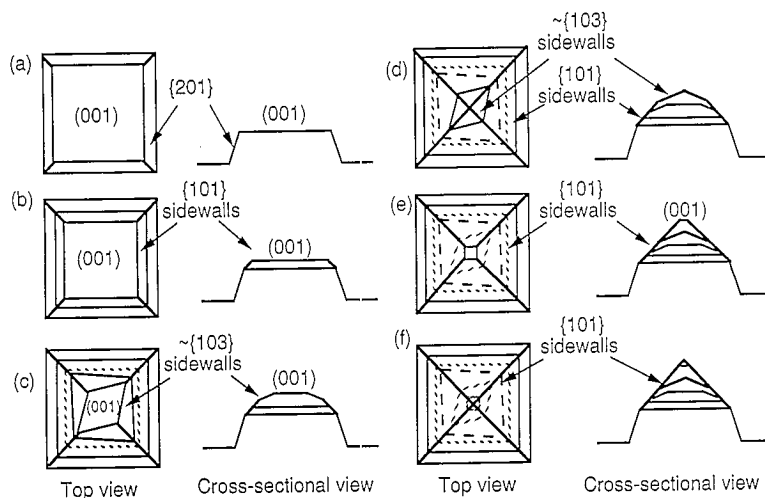 (a)
{201}
(001)
(001)
(b)
{101}
sidewalls
(001)
(001)
~{103}
sidewalls
(c)
(001)
(001)
Top view
Cross-sectional view
~{103}
sidewalls
(d)
{101}
sidewalls
(e)
{101}
sidewalls
(001)
(f)
{101}
sidewalls
Top view
Cross-sectional view